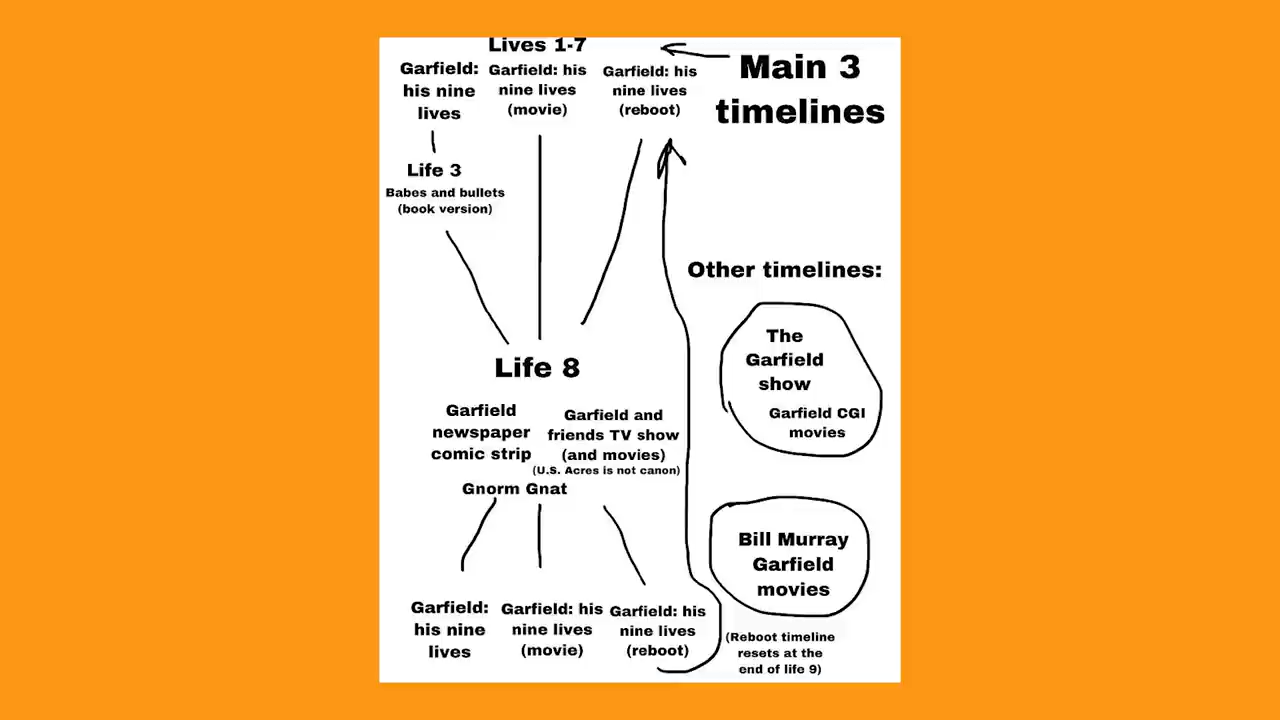 Lives 1-7
Garfield:
his nine
lives
Garfield: his
nine lives
(movie)
Garfield: his
nine lives
(reboot)
Main 3
timelines
Life 3
Babes and bullets
(book version)
Other timelines:
The
Garfield
show
Garfield CGI
movies
Life 8
Garfield
newspaper
comic strip
Garfield and
friends TV show
(and movies)
(U.S. Acres is not canon)
Gnorm Gnat
Bill Murray
Garfield
movies
Garfield:
his nine
lives
Garfield: his
nine lives
(movie)
Garfield: his
nine lives
(reboot)
(Reboot timeline
resets at the
end of life 9)